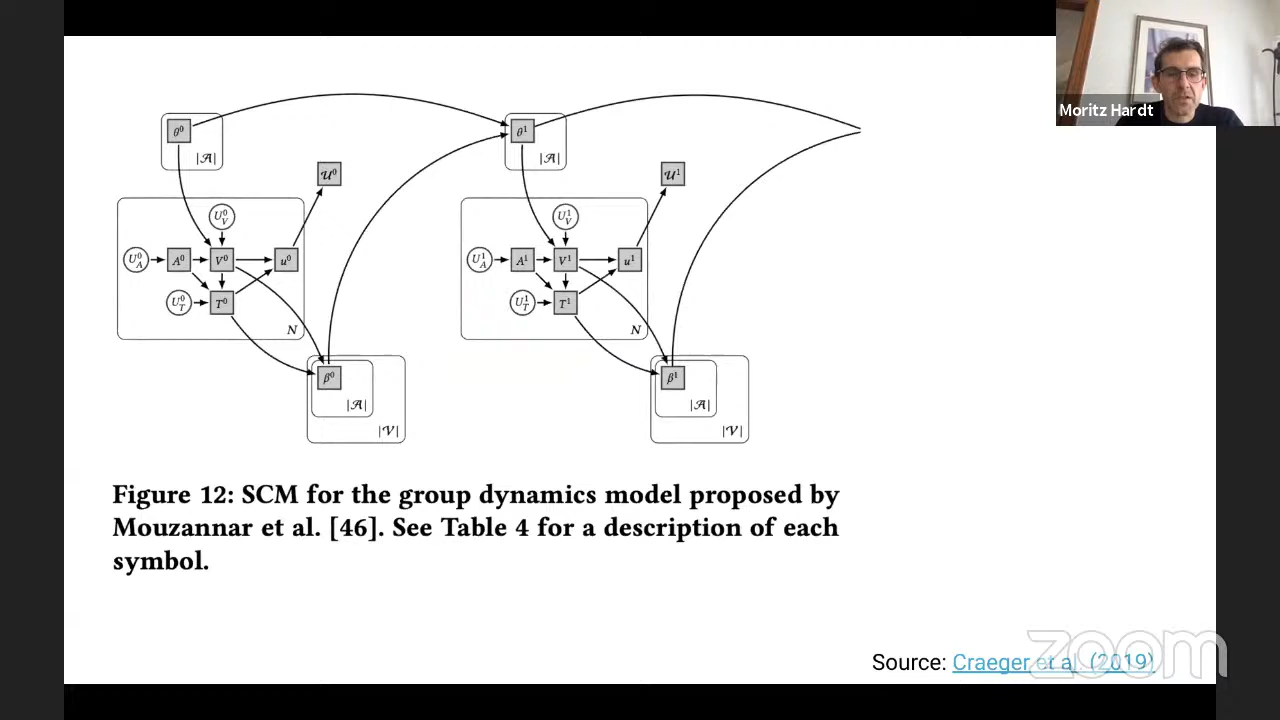 Moritz Hardt
θ⁰ θ¹
|𝒜| |𝒜|
𝒰⁰ 𝒰¹
U⁰_V U¹_V
U⁰_A A⁰ V⁰ u⁰ U¹_A A¹ V¹ u¹
U⁰_T T⁰ U¹_T T¹
N N
β⁰ β¹
|𝒜| |𝒜|
|𝒱| |𝒱|
Figure 12: SCM for the group dynamics model proposed by
Mouzannar et al. [46]. See Table 4 for a description of each
symbol.
Source: Craeger et al. (2019)
zoom